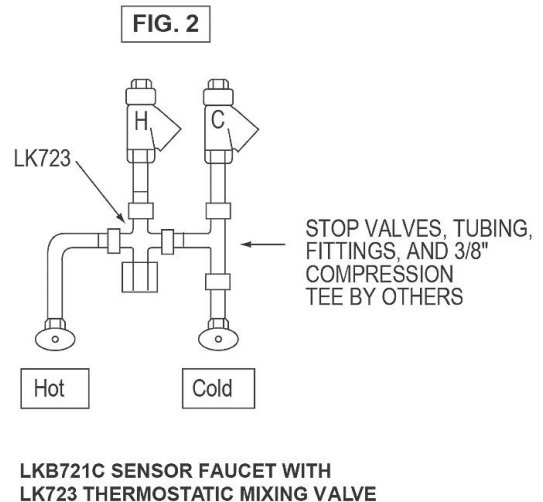 FIG. 2
H
C
LK723
STOP VALVES, TUBING,
FITTINGS, AND 3/8"
COMPRESSION
TEE BY OTHERS
Hot
Cold
LKB721C SENSOR FAUCET WITH
LK723 THERMOSTATIC MIXING VALVE